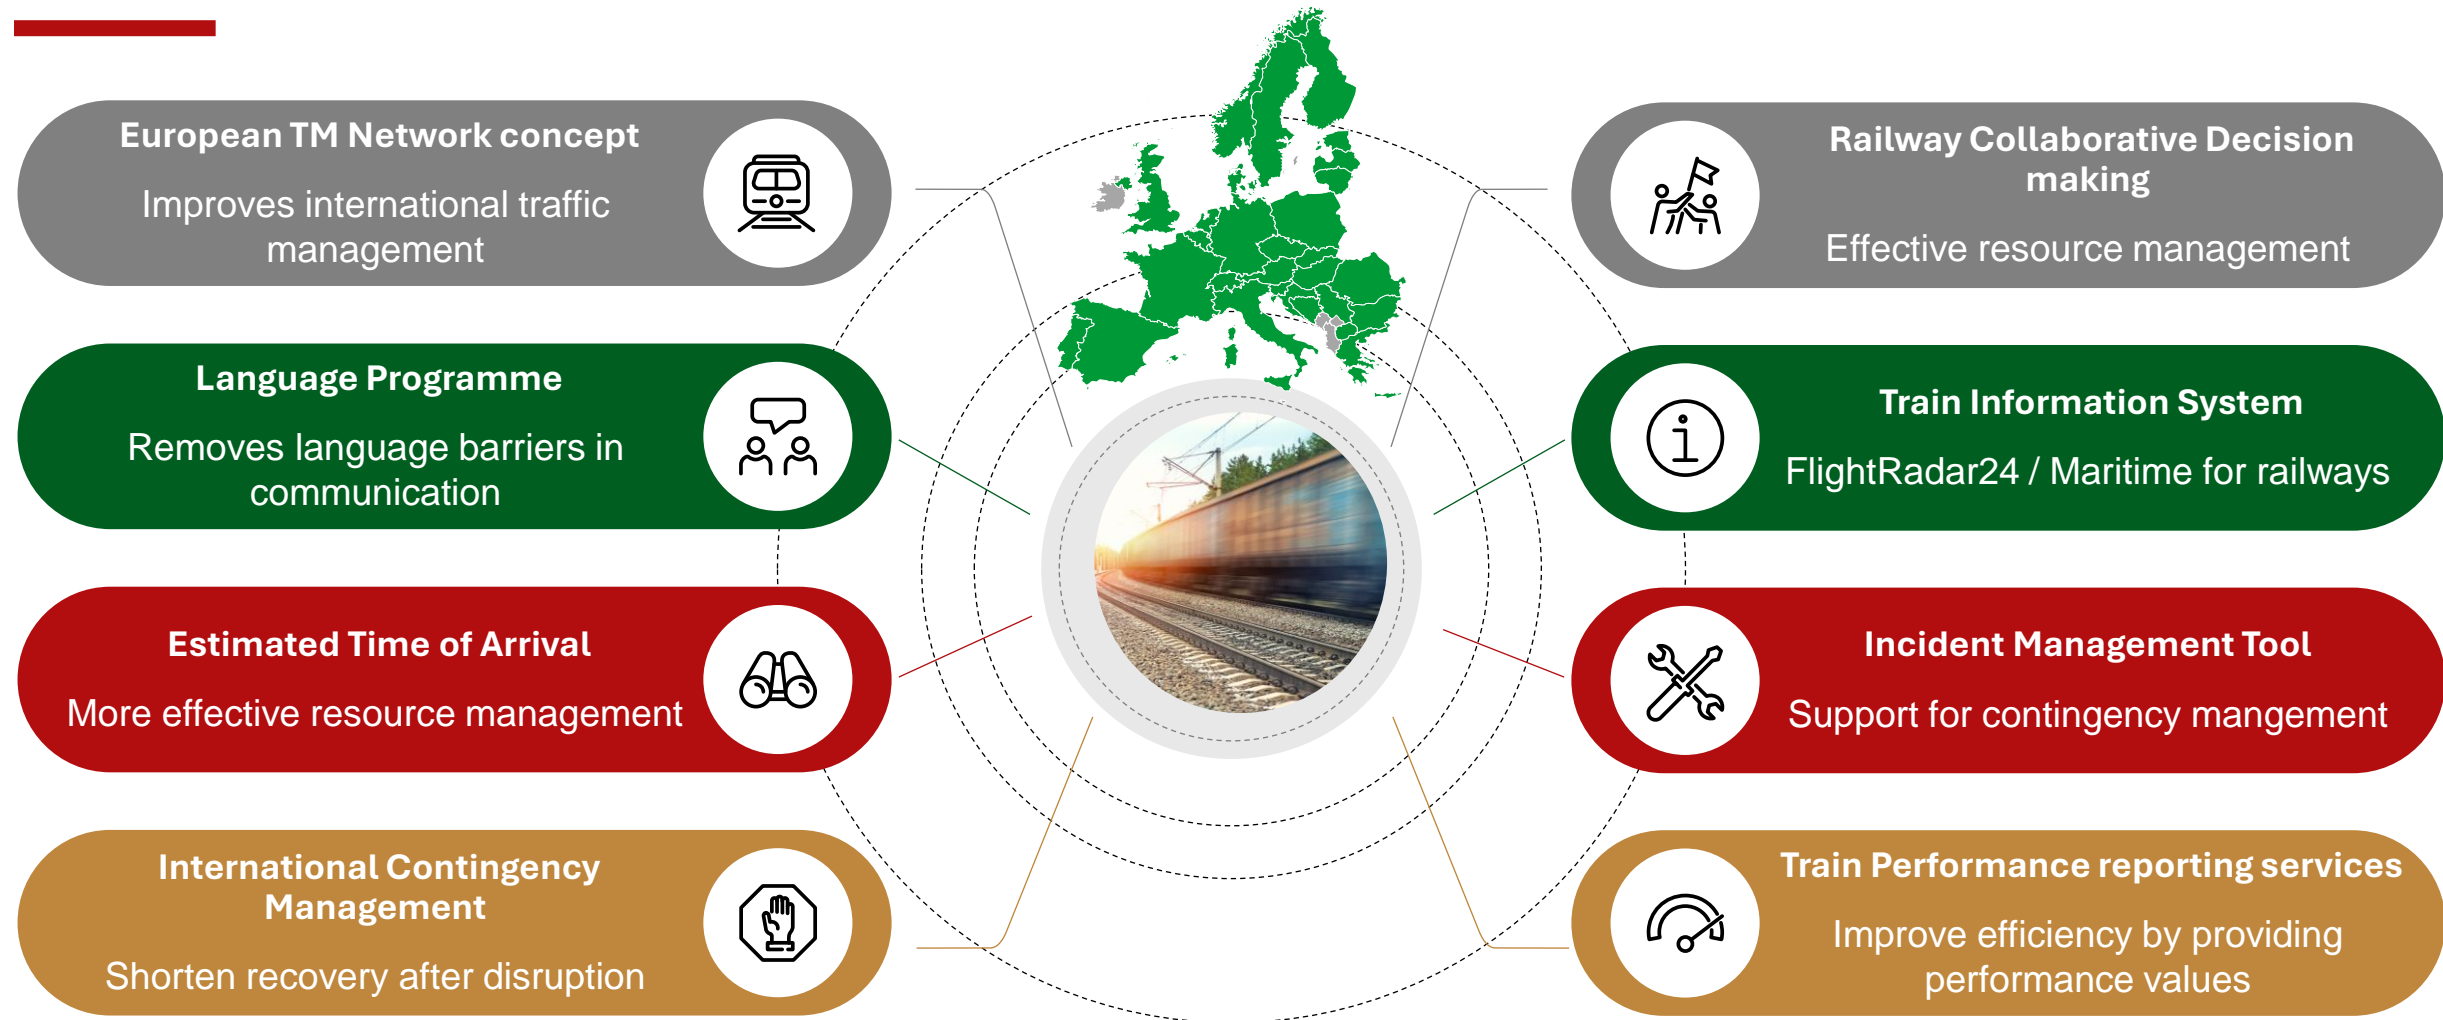 European TM Network concept
Improves international traffic
management
Language Programme
Removes language barriers in
communication
Estimated Time of Arrival
More effective resource management
International Contingency
Management
Shorten recovery after disruption
Railway Collaborative Decision
making
Effective resource management
Train Information System
FlightRadar24 / Maritime for railways
Incident Management Tool
Support for contingency mangement
Train Performance reporting services
Improve efficiency by providing
performance values